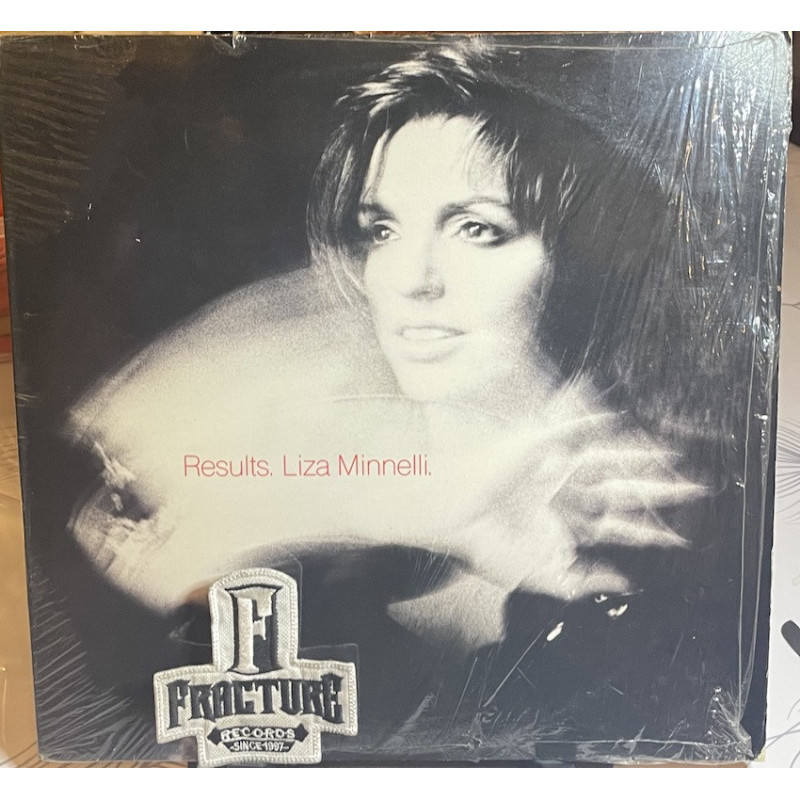 Results. Liza Minnelli.
F
FRACTURE
RECORDS
-SINCE 1997-